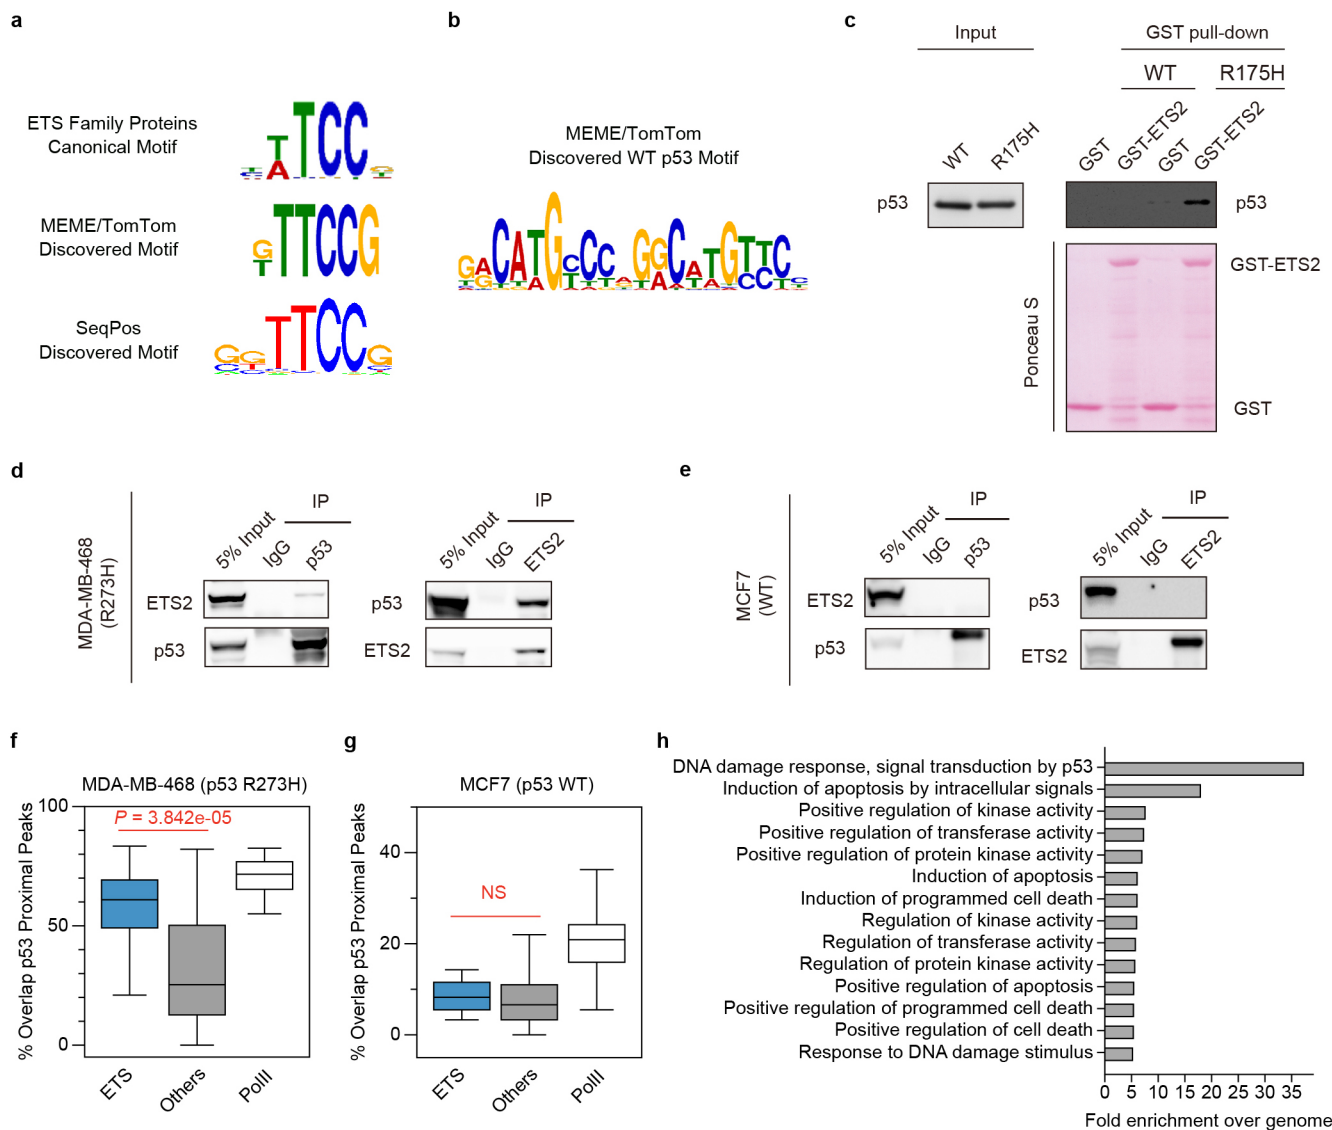 a
ETS Family Proteins
Canonical Motif
MEME/TomTom
Discovered Motif
SeqPos
Discovered Motif
b
MEME/TomTom
Discovered WT p53 Motif
c
Input
GST pull-down
WT
R175H
WT
R175H
GST
GST-ETS2
GST
GST-ETS2
p53
p53
Ponceau S
GST-ETS2
GST
d
MDA-MB-468
(R273H)
IP
5% Input
IgG
p53
ETS2
p53
IP
5% Input
IgG
ETS2
p53
ETS2
e
MCF7
(WT)
IP
5% Input
IgG
p53
ETS2
p53
IP
5% Input
IgG
ETS2
p53
ETS2
f
MDA-MB-468 (p53 R273H)
% Overlap p53 Proximal Peaks
100
50
0
P = 3.842e-05
ETS
Others
PolII
g
MCF7 (p53 WT)
% Overlap p53 Proximal Peaks
40
20
0
NS
ETS
Others
PolII
h
DNA damage response, signal transduction by p53
Induction of apoptosis by intracellular signals
Positive regulation of kinase activity
Positive regulation of transferase activity
Positive regulation of protein kinase activity
Induction of apoptosis
Induction of programmed cell death
Regulation of kinase activity
Regulation of transferase activity
Regulation of protein kinase activity
Positive regulation of apoptosis
Positive regulation of programmed cell death
Positive regulation of cell death
Response to DNA damage stimulus
0 5 10 15 20 25 30 35
Fold enrichment over genome